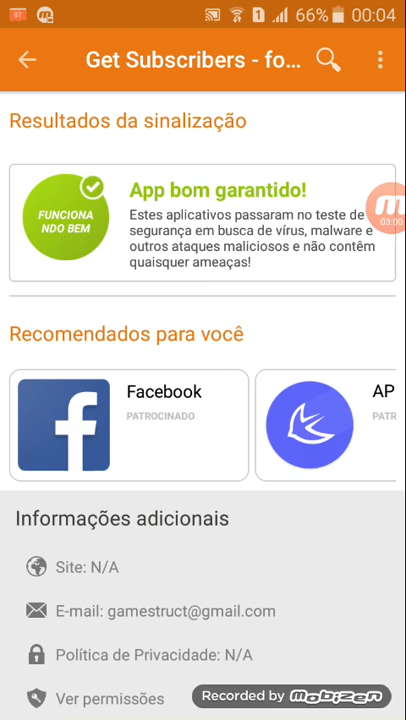 66% 00:04
Get Subscribers - fo...
Resultados da sinalização
FUNCIONA
NDO BEM
App bom garantido!
Estes aplicativos passaram no teste de
segurança em busca de vírus, malware e
outros ataques maliciosos e não contêm
quaisquer ameaças!
03:00
Recomendados para você
Facebook
PATROCINADO
AP
PATR
Informações adicionais
Site: N/A
E-mail: gamestruct@gmail.com
Política de Privacidade: N/A
Ver permissões
Recorded by mobizen